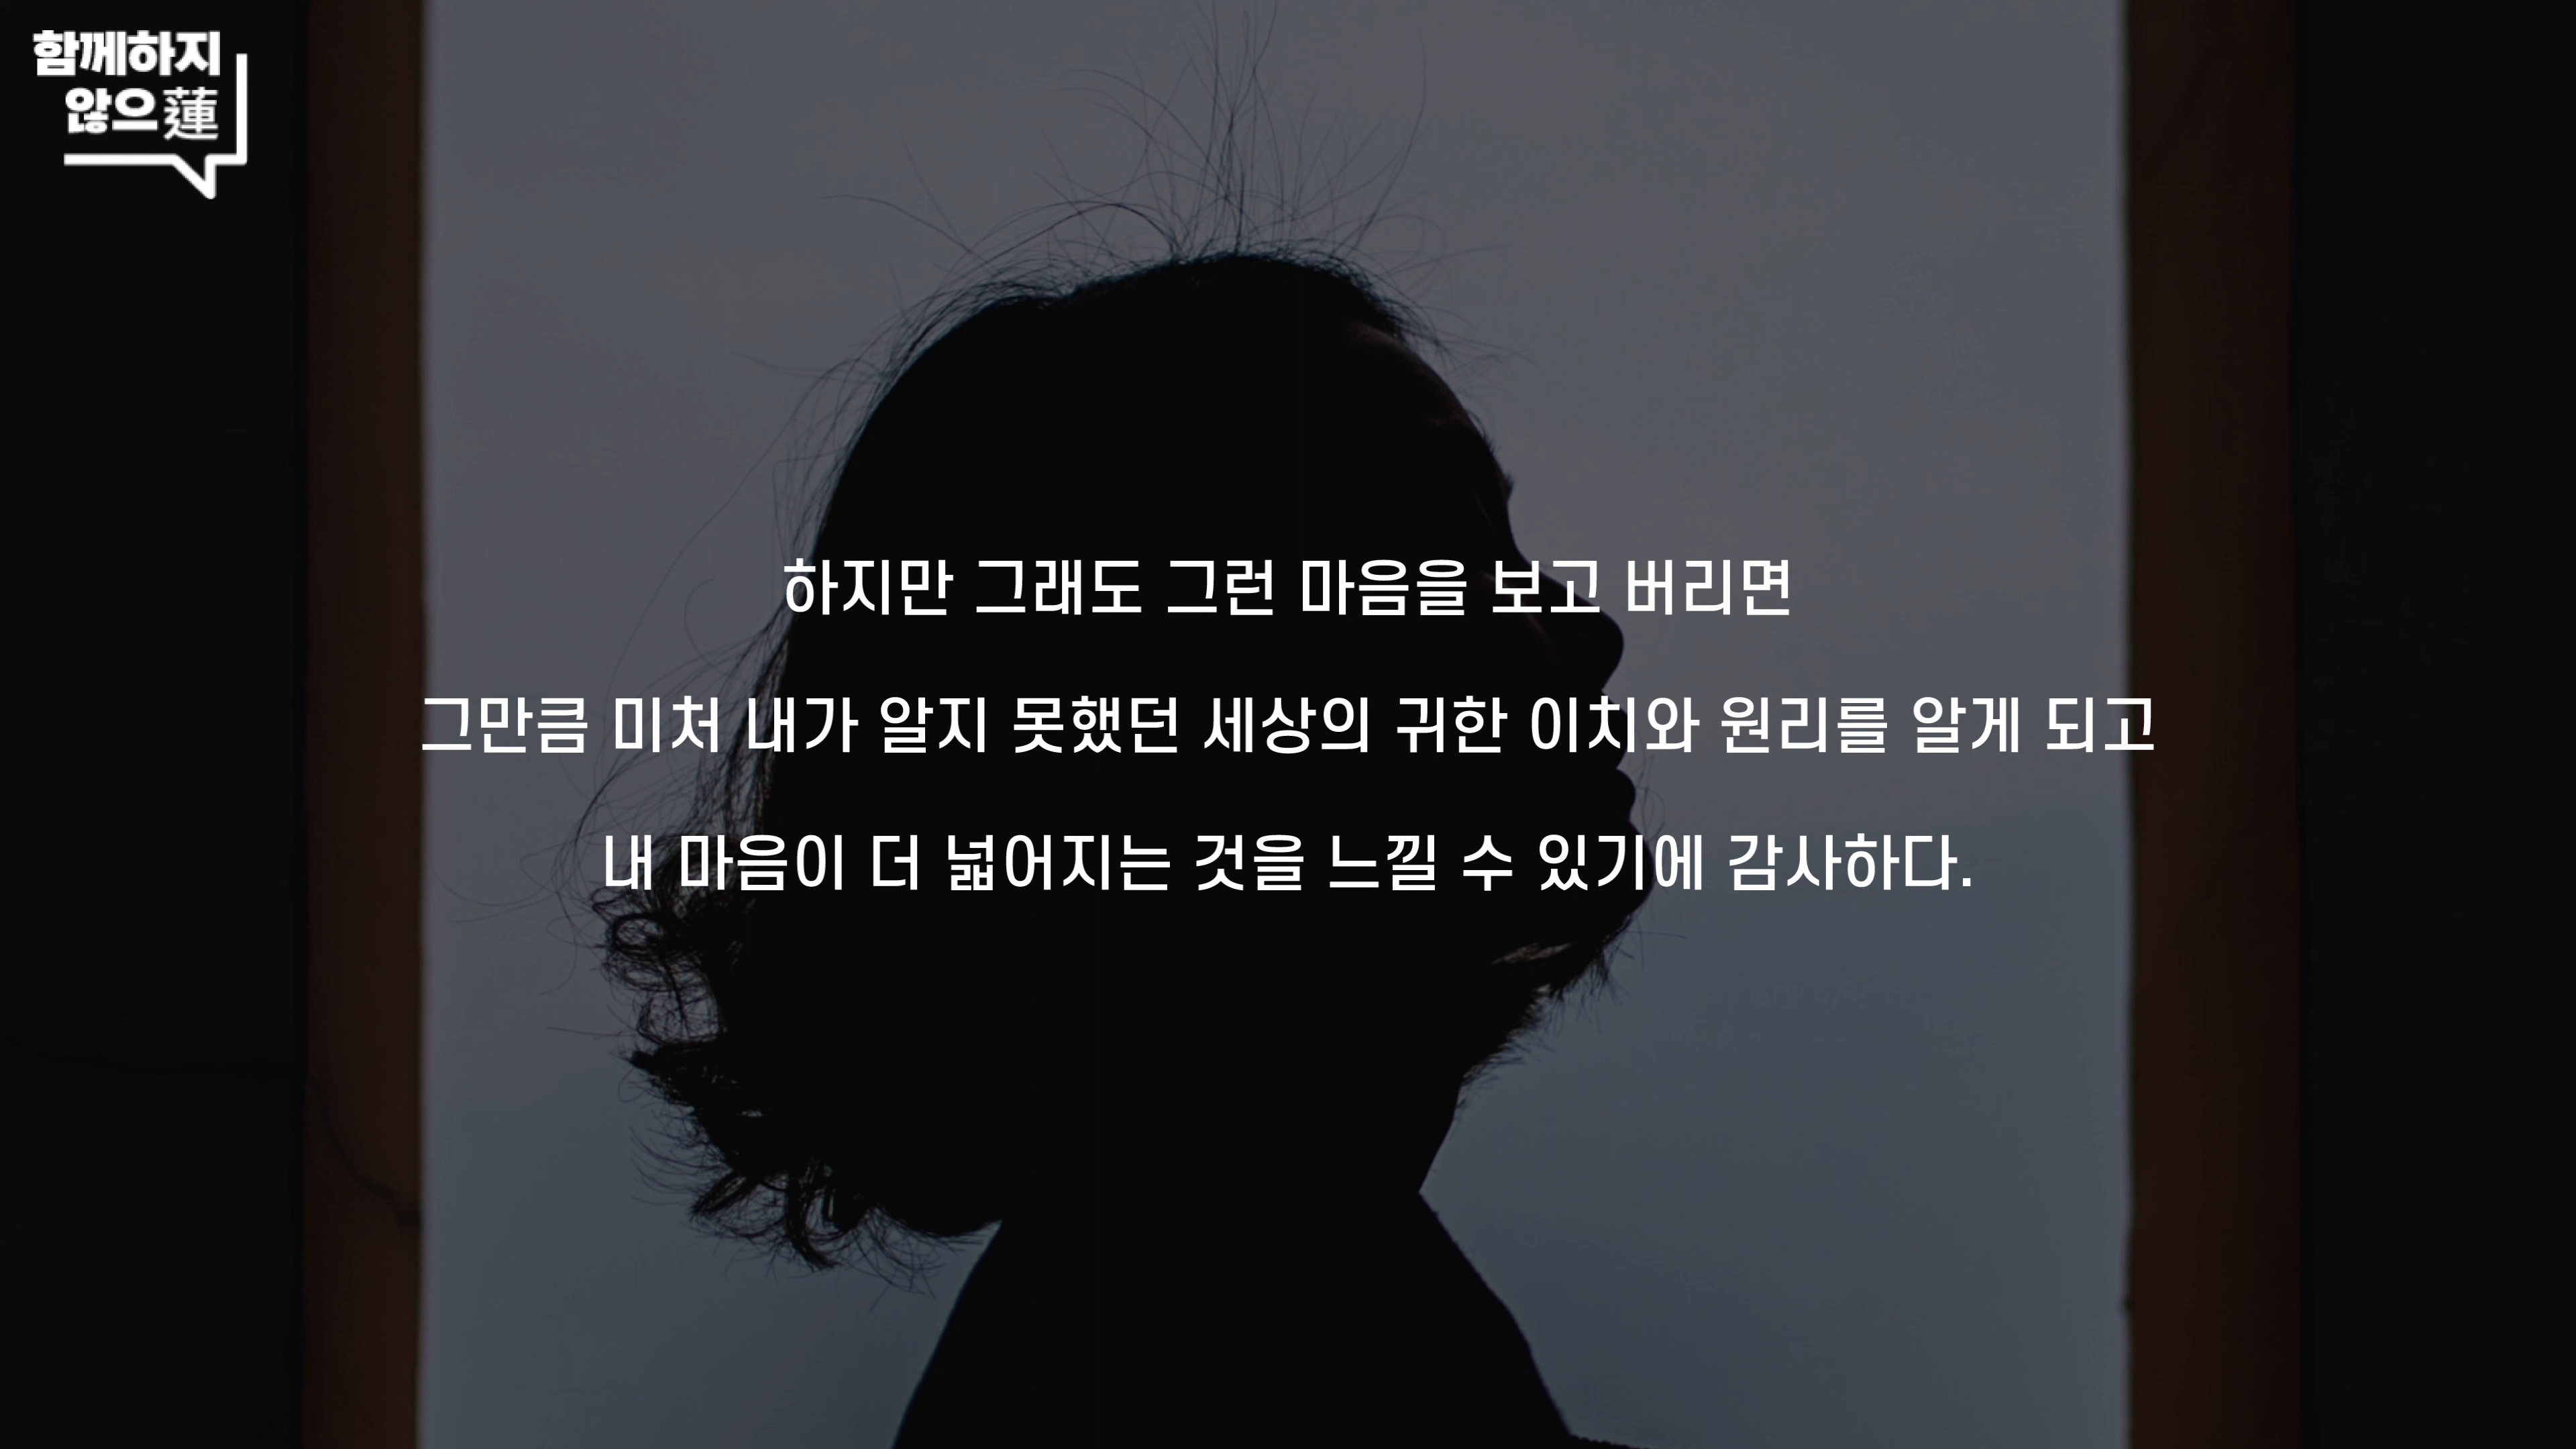 함께하지
않으蓮
하지만 그래도 그런 마음을 보고 버리면
그만큼 미처 내가 알지 못했던 세상의 귀한 이치와 원리를 알게 되고
내 마음이 더 넓어지는 것을 느낄 수 있기에 감사하다.